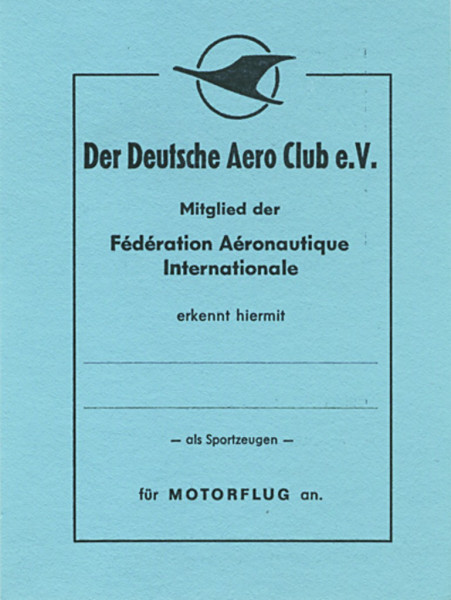 Der Deutsche Aero Club e.V.
Mitglied der
Fédération Aéronautique
Internationale
erkennt hiermit
– als Sportzeugen –
für MOTORFLUG an.